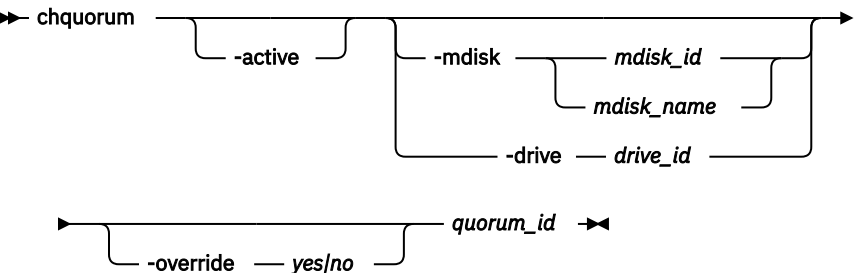 chquorum
-active -mdisk mdisk_id
mdisk_name
-drive drive_id
quorum_id
-override yes|no